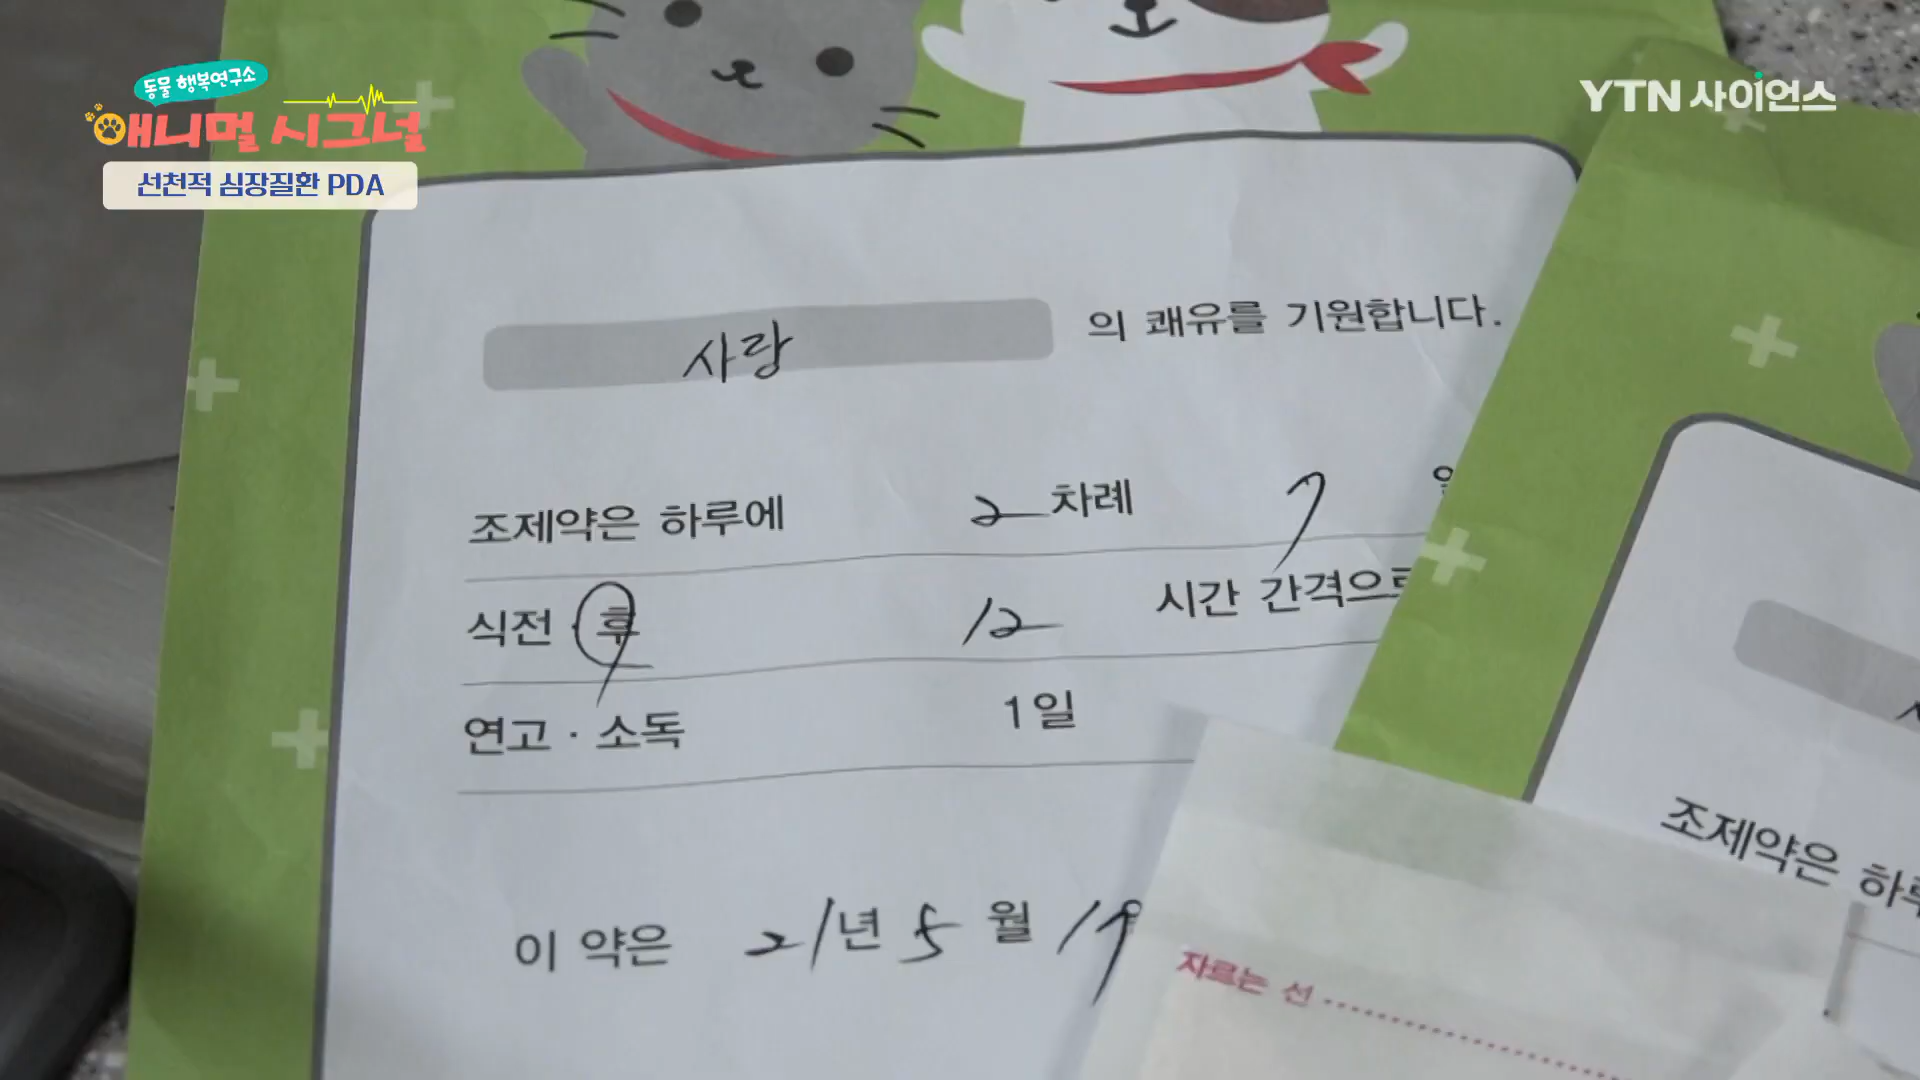 동물 행복연구소
애니멀 시그널
선천적 심장질환 PDA
YTN 사이언스
사랑 의 쾌유를 기원합니다.
조제약은 하루에 2 차례 7
식전 · 후 12 시간 간격으로
연고 · 소독 1일
이 약은 21년 5월
조제약은
자르는 선